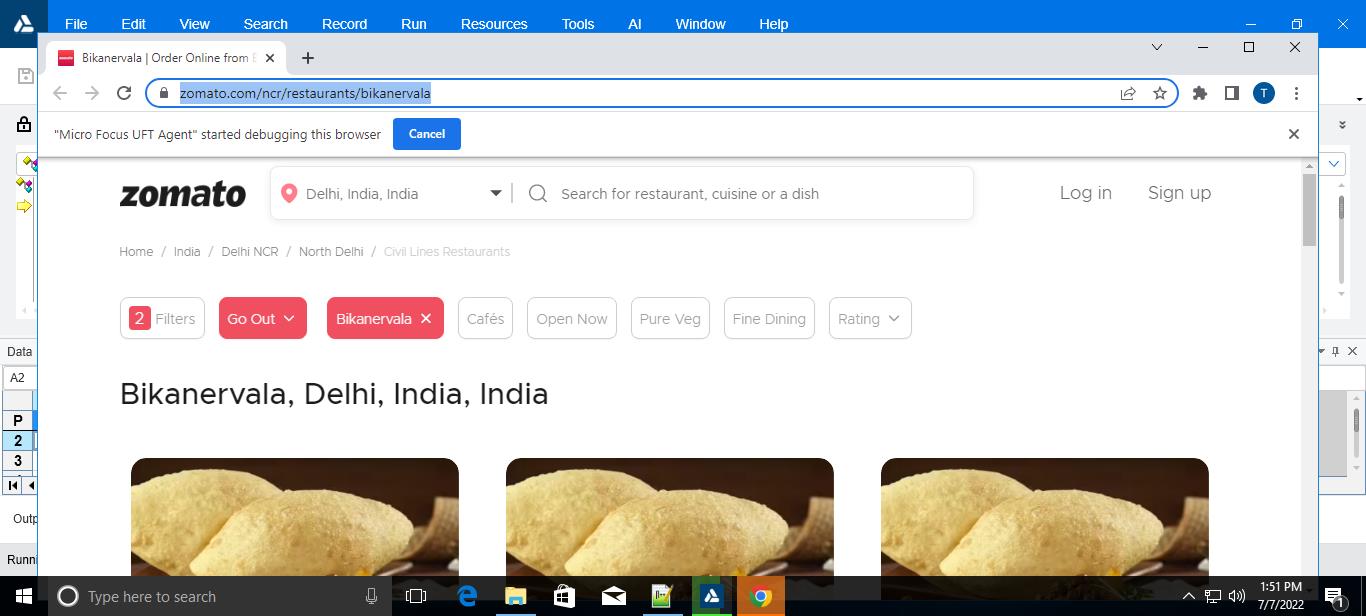 File Edit View Search Record Run Resources Tools AI Window Help
Bikanervala | Order Online from
zomato.com/ncr/restaurants/bikanervala
T
"Micro Focus UFT Agent" started debugging this browser Cancel
zomato Delhi, India, India Search for restaurant, cuisine or a dish Log in Sign up
Home / India / Delhi NCR / North Delhi / Civil Lines Restaurants
2 Filters Go Out Bikanervala Cafés Open Now Pure Veg Fine Dining Rating
Data
A2
Bikanervala, Delhi, India, India
P
2
3
Outp
Runni
Type here to search
1:51 PM
7/7/2022
1